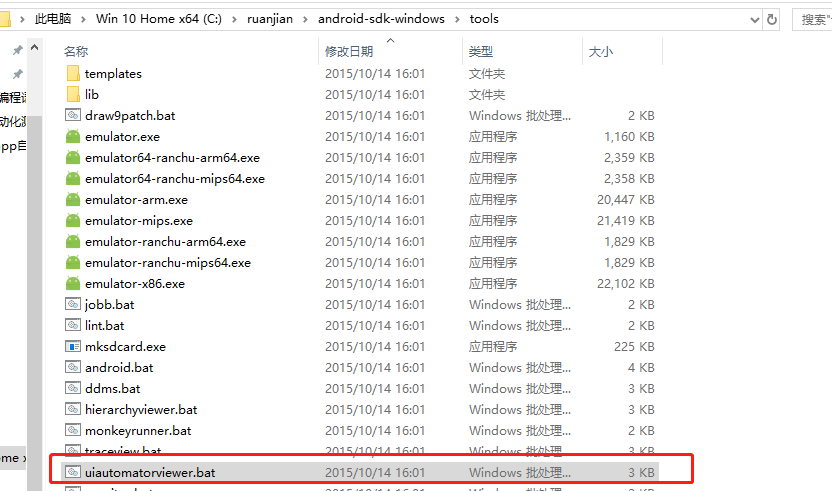 此电脑 > Win 10 Home x64 (C:) > ruanjian > android-sdk-windows > tools
搜索"
名称 修改日期 类型 大小
templates 2015/10/14 16:01 文件夹
lib 2015/10/14 16:01 文件夹
draw9patch.bat 2015/10/14 16:01 Windows 批处理... 2 KB
emulator.exe 2015/10/14 16:01 应用程序 1,160 KB
emulator64-ranchu-arm64.exe 2015/10/14 16:01 应用程序 2,359 KB
emulator64-ranchu-mips64.exe 2015/10/14 16:01 应用程序 2,358 KB
emulator-arm.exe 2015/10/14 16:01 应用程序 20,447 KB
emulator-mips.exe 2015/10/14 16:01 应用程序 21,419 KB
emulator-ranchu-arm64.exe 2015/10/14 16:01 应用程序 1,829 KB
emulator-ranchu-mips64.exe 2015/10/14 16:01 应用程序 1,829 KB
emulator-x86.exe 2015/10/14 16:01 应用程序 22,102 KB
jobb.bat 2015/10/14 16:01 Windows 批处理... 2 KB
lint.bat 2015/10/14 16:01 Windows 批处理... 2 KB
mksdcard.exe 2015/10/14 16:01 应用程序 225 KB
android.bat 2015/10/14 16:01 Windows 批处理... 4 KB
ddms.bat 2015/10/14 16:01 Windows 批处理... 3 KB
hierarchyviewer.bat 2015/10/14 16:01 Windows 批处理... 3 KB
monkeyrunner.bat 2015/10/14 16:01 Windows 批处理... 2 KB
traceview.bat 2015/10/14 16:01 Windows 批处理... 3 KB
uiautomatorviewer.bat 2015/10/14 16:01 Windows 批处理... 3 KB